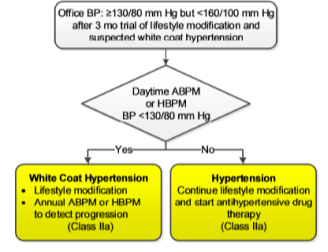 Office BP: ≥130/80 mm Hg but <160/100 mm Hg
after 3 mo trial of lifestyle modification and
suspected white coat hypertension
Daytime ABPM
or HBPM
BP <130/80 mm Hg
Yes
No
White Coat Hypertension
• Lifestyle modification
• Annual ABPM or HBPM
to detect progression
(Class IIa)
Hypertension
Continue lifestyle modification
and start antihypertensive drug
therapy
(Class IIa)